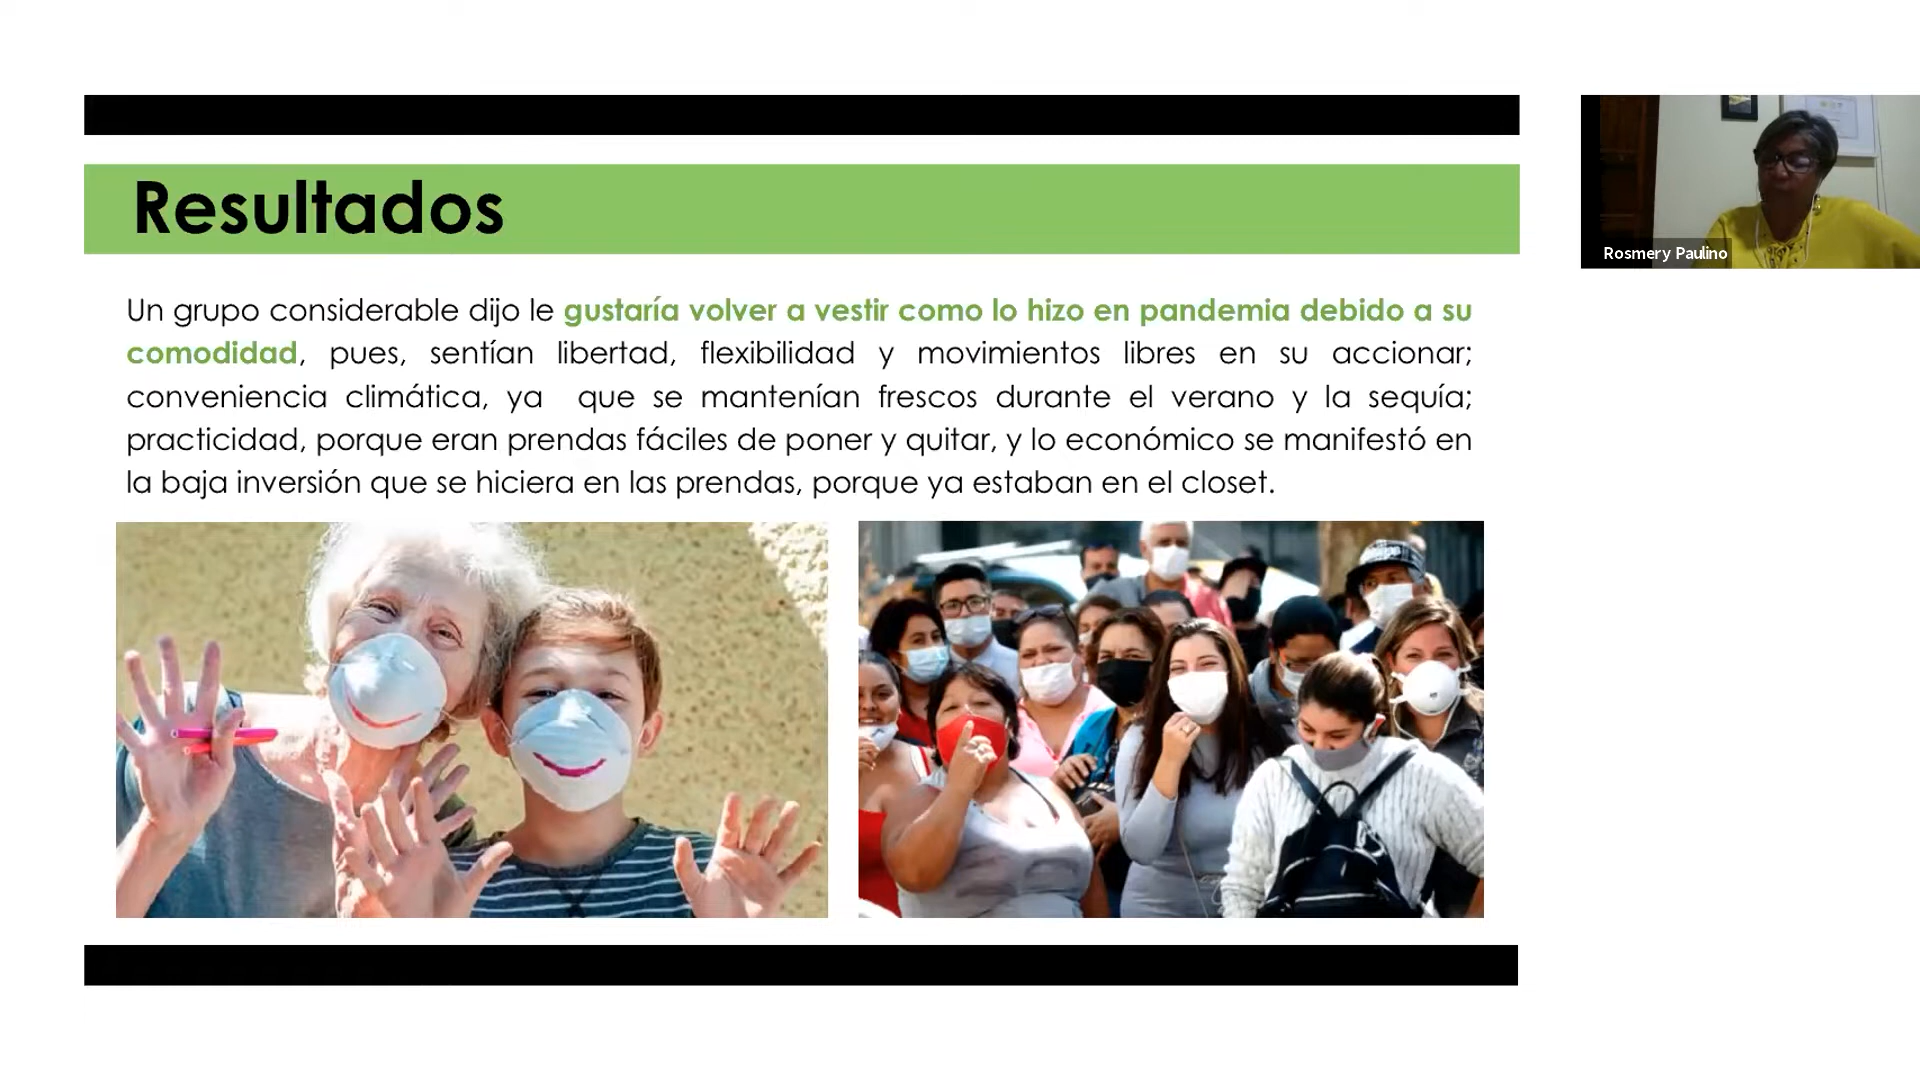 Resultados
Rosmery Paulino
Un grupo considerable dijo le gustaría volver a vestir como lo hizo en pandemia debido a su
comodidad, pues, sentían libertad, flexibilidad y movimientos libres en su accionar;
conveniencia climática, ya que se mantenían frescos durante el verano y la sequía;
practicidad, porque eran prendas fáciles de poner y quitar, y lo económico se manifestó en
la baja inversión que se hiciera en las prendas, porque ya estaban en el closet.